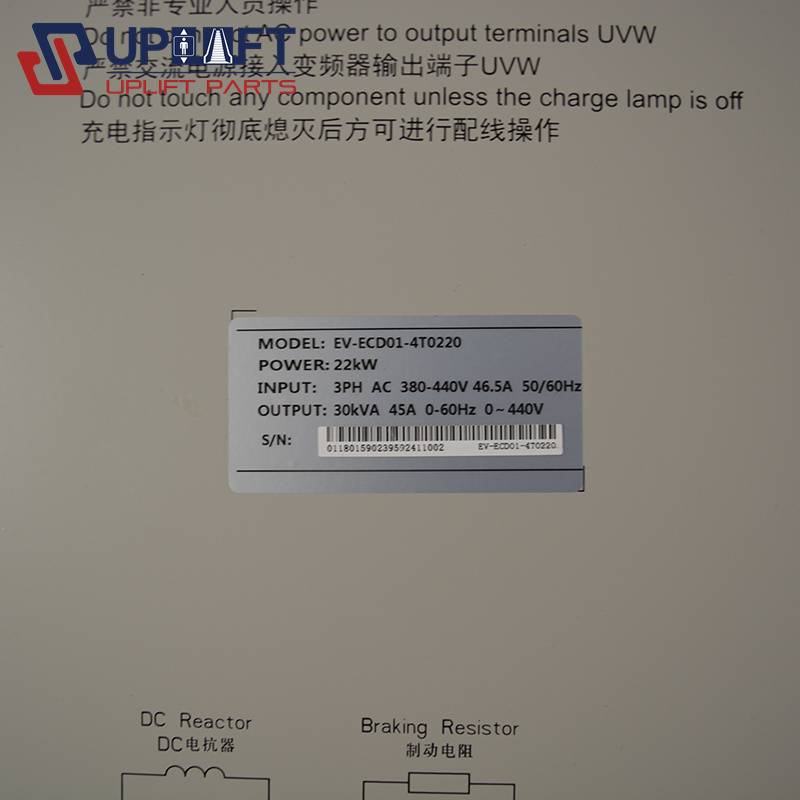 严禁非专业人员操作
Do not connect AC power to output terminals UVW
严禁交流电源接入变频器输出端子UVW
Do not touch any component unless the charge lamp is off
充电指示灯彻底熄灭后方可进行配线操作
UPLIFT
UPLIFT PARTS
MODEL: EV-ECD01-4T0220
POWER: 22kW
INPUT: 3PH AC 380-440V 46.5A 50/60Hz
OUTPUT: 30kVA 45A 0-60Hz 0~440V
S/N:
01180159023959241​1002 EV-ECD01-4T0220
DC Reactor
DC电抗器
Braking Resistor
制动电阻